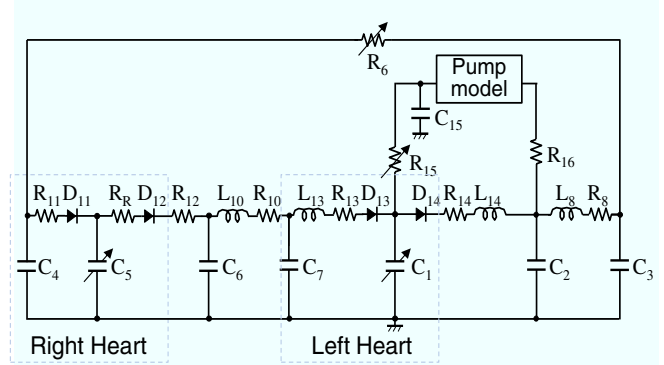 R6
Pump
model
C15
R15
R16
R11 D11 RR D12 R12 L10 R10 L13 R13 D13 D14 R14 L14 L8 R8
C4 C5 C6 C7 C1 C2 C3
Right Heart Left Heart